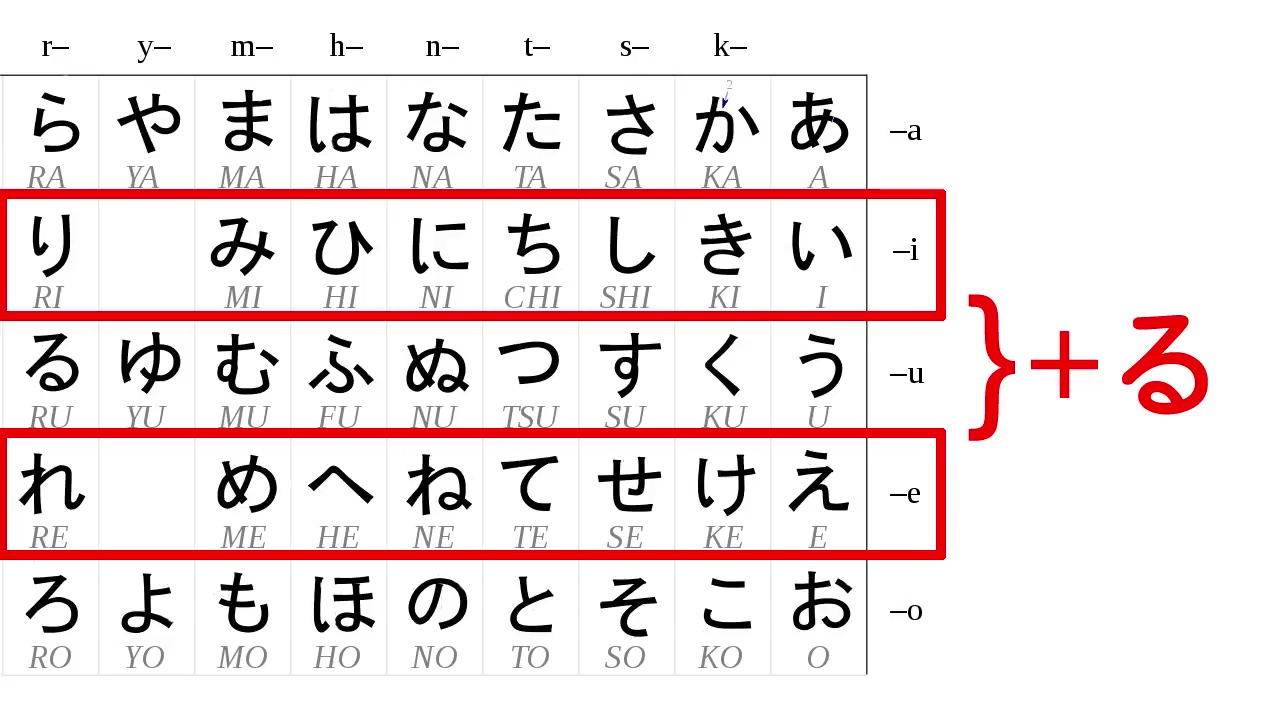 r– y– m– h– n– t– s– k–
ら や ま は な た さ か あ –a
2
RA YA MA HA NA TA SA KA A
り み ひ に ち し き い –i
RI MI HI NI CHI SHI KI I
る ゆ む ふ ぬ つ す く う –u
}+る
RU YU MU FU NU TSU SU KU U
れ め へ ね て せ け え –e
RE ME HE NE TE SE KE E
ろ よ も ほ の と そ こ お –o
RO YO MO HO NO TO SO KO O